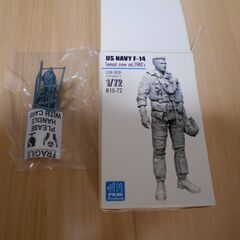 US NAVY F-14
Tomcat crew set, 1980's
1/72
R10-72
FRAGILE
PLEASE
HANDLE
WITH CARE